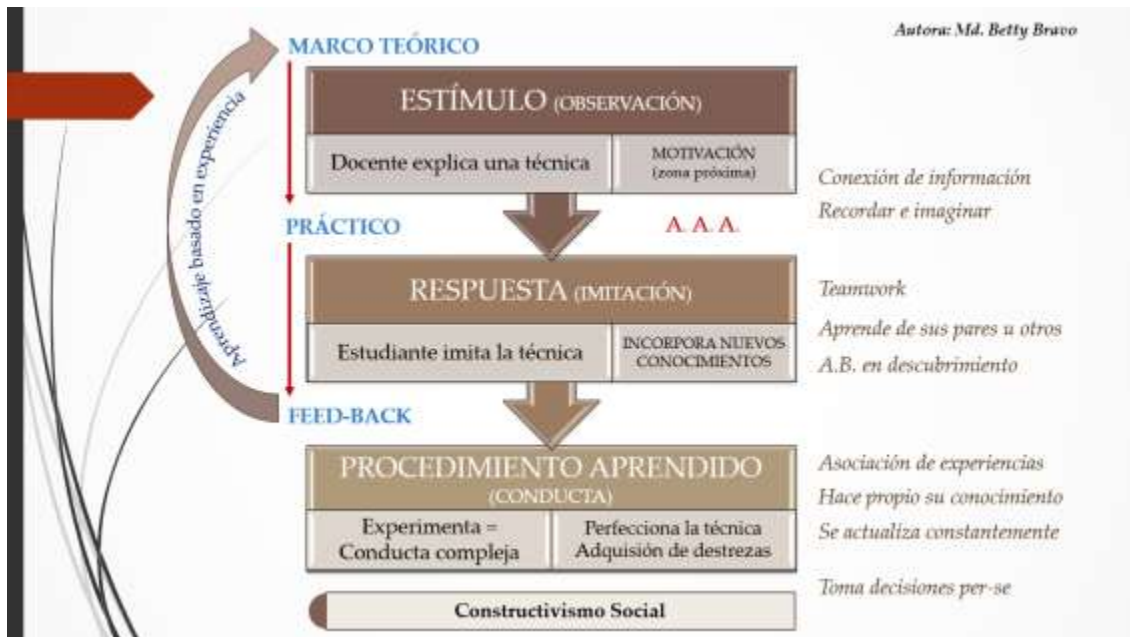 Autora: Md. Betty Bravo
MARCO TEÓRICO
ESTÍMULO (OBSERVACIÓN)
Docente explica una técnica
MOTIVACIÓN
(zona próxima)
Conexión de información
Recordar e imaginar
Aprendizaje basado en experiencia
PRÁCTICO
A. A. A.
RESPUESTA (IMITACIÓN)
Estudiante imita la técnica
INCORPORA NUEVOS
CONOCIMIENTOS
Teamwork
Aprende de sus pares u otros
A.B. en descubrimiento
FEED-BACK
PROCEDIMIENTO APRENDIDO
(CONDUCTA)
Experimenta =
Conducta compleja
Perfecciona la técnica
Adquisión de destrezas
Asociación de experiencias
Hace propio su conocimiento
Se actualiza constantemente
Toma decisiones per-se
Constructivismo Social